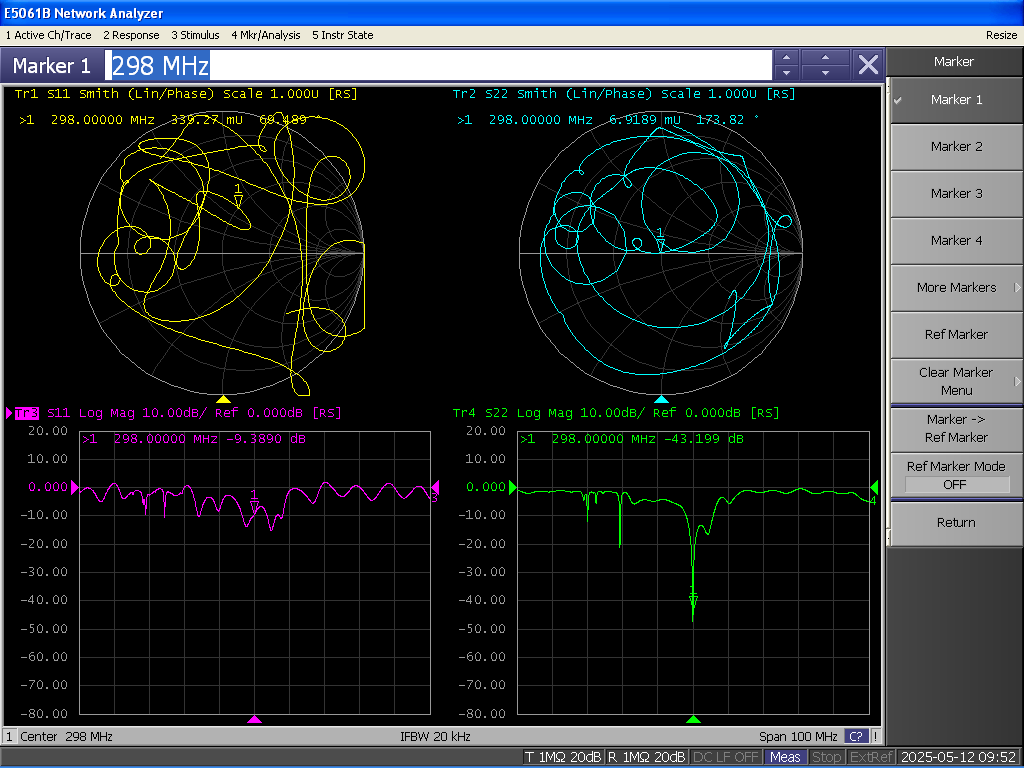 E5061B Network Analyzer
1 Active Ch/Trace 2 Response 3 Stimulus 4 Mkr/Analysis 5 Instr State Resize
Marker 1 298 MHz
Tr1 S11 Smith (Lin/Phase) Scale 1.000U [RS]
>1 298.00000 MHz 339.27 mU 69.489 °
1
Tr2 S22 Smith (Lin/Phase) Scale 1.000U [RS]
>1 298.00000 MHz 6.9189 mU 173.82 °
1
Tr3 S11 Log Mag 10.00dB/ Ref 0.000dB [RS]
>1 298.00000 MHz -9.3890 dB
20.00
10.00
0.000
-10.00
-20.00
-30.00
-40.00
-50.00
-60.00
-70.00
-80.00
1
3
Tr4 S22 Log Mag 10.00dB/ Ref 0.000dB [RS]
>1 298.00000 MHz -43.199 dB
20.00
10.00
0.000
-10.00
-20.00
-30.00
-40.00
-50.00
-60.00
-70.00
-80.00
1
4
1 Center 298 MHz IFBW 20 kHz Span 100 MHz C? !
Marker
Marker 1
Marker 2
Marker 3
Marker 4
More Markers
Ref Marker
Clear Marker
Menu
Marker ->
Ref Marker
Ref Marker Mode
OFF
Return
T 1MΩ 20dB R 1MΩ 20dB DC LF OFF Meas Stop ExtRef 2025-05-12 09:52